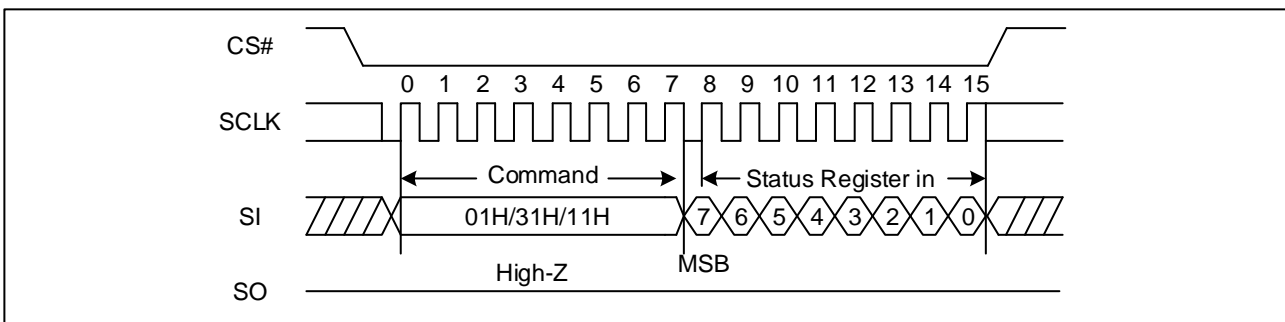 CS#
0 1 2 3 4 5 6 7 8 9 10 11 12 13 14 15
SCLK
Command Status Register in
SI 01H/31H/11H 7 6 5 4 3 2 1 0
High-Z MSB
SO